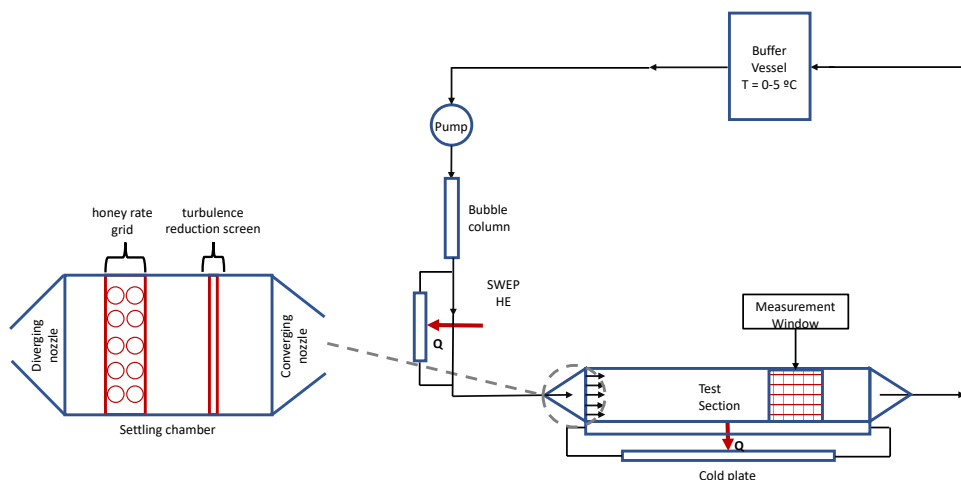 Buffer
Vessel
T = 0-5 ºC
Pump
Bubble
column
honey rate
grid
turbulence
reduction screen
SWEP
HE
Q
Measurement
Window
Diverging
nozzle
Converging
nozzle
Test
Section
Settling chamber
Q
Cold plate